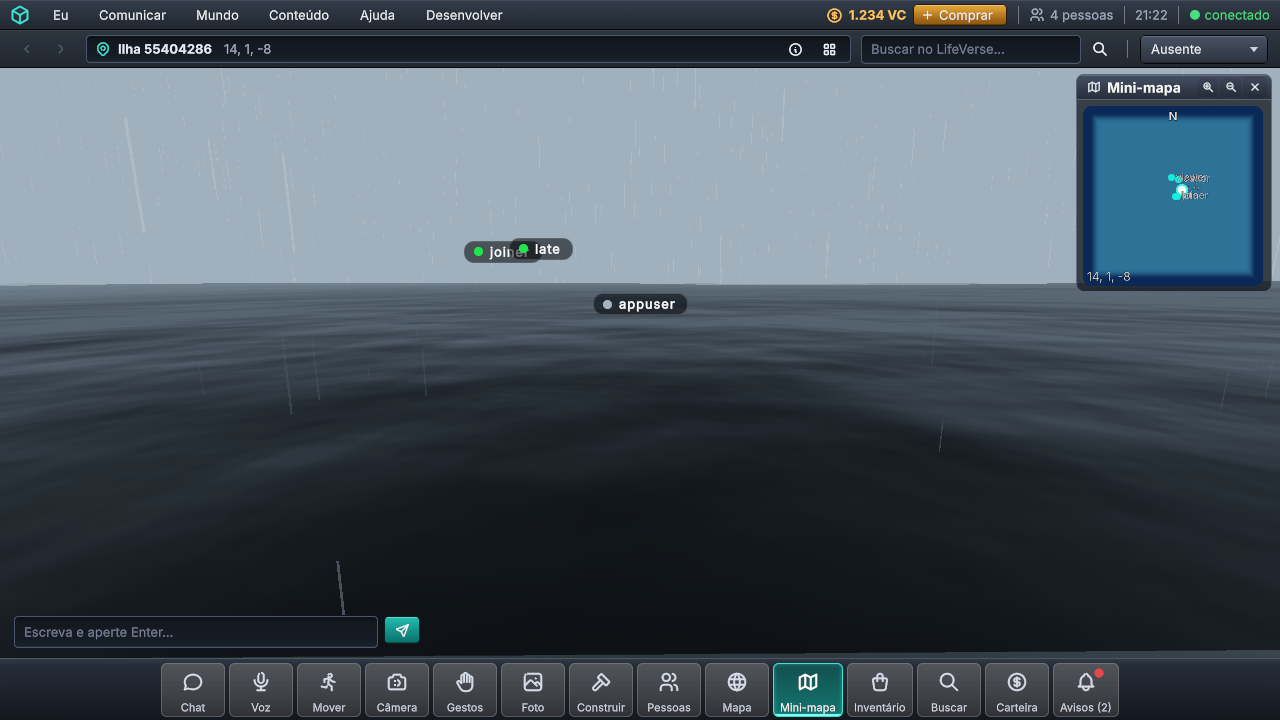 Eu Comunicar Mundo Conteúdo Ajuda Desenvolver 1.234 VC + Comprar 4 pessoas 21:22 conectado
Ilha 55404286 14, 1, -8 Buscar no LifeVerse... Ausente
Mini-mapa
N
14, 1, -8
joiner late
appuser
Escreva e aperte Enter...
Chat Voz Mover Câmera Gestos Foto Construir Pessoas Mapa Mini-mapa Inventário Buscar Carteira Avisos (2)